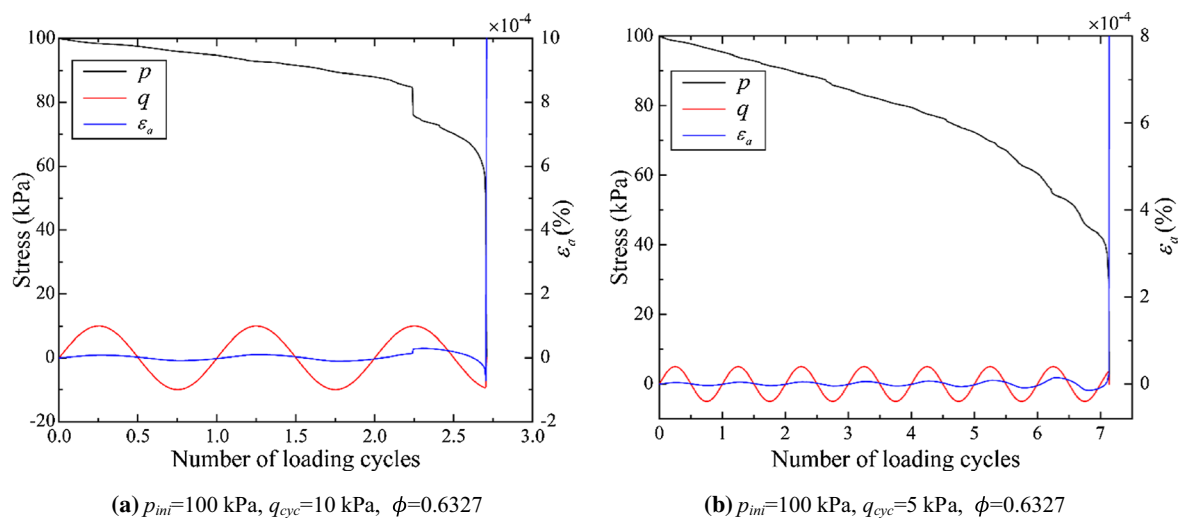 ×10⁻⁴
100
80
60
40
20
0
-20
Stress (kPa)
p
q
εₐ
10
8
6
4
2
0
-2
εₐ (%)
0.0 0.5 1.0 1.5 2.0 2.5 3.0
Number of loading cycles
(a) p_ini=100 kPa, q_cyc=10 kPa, ϕ=0.6327
×10⁻⁴
100
80
60
40
20
0
Stress (kPa)
p
q
εₐ
8
6
4
2
0
εₐ (%)
0 1 2 3 4 5 6 7
Number of loading cycles
(b) p_ini=100 kPa, q_cyc=5 kPa, ϕ=0.6327